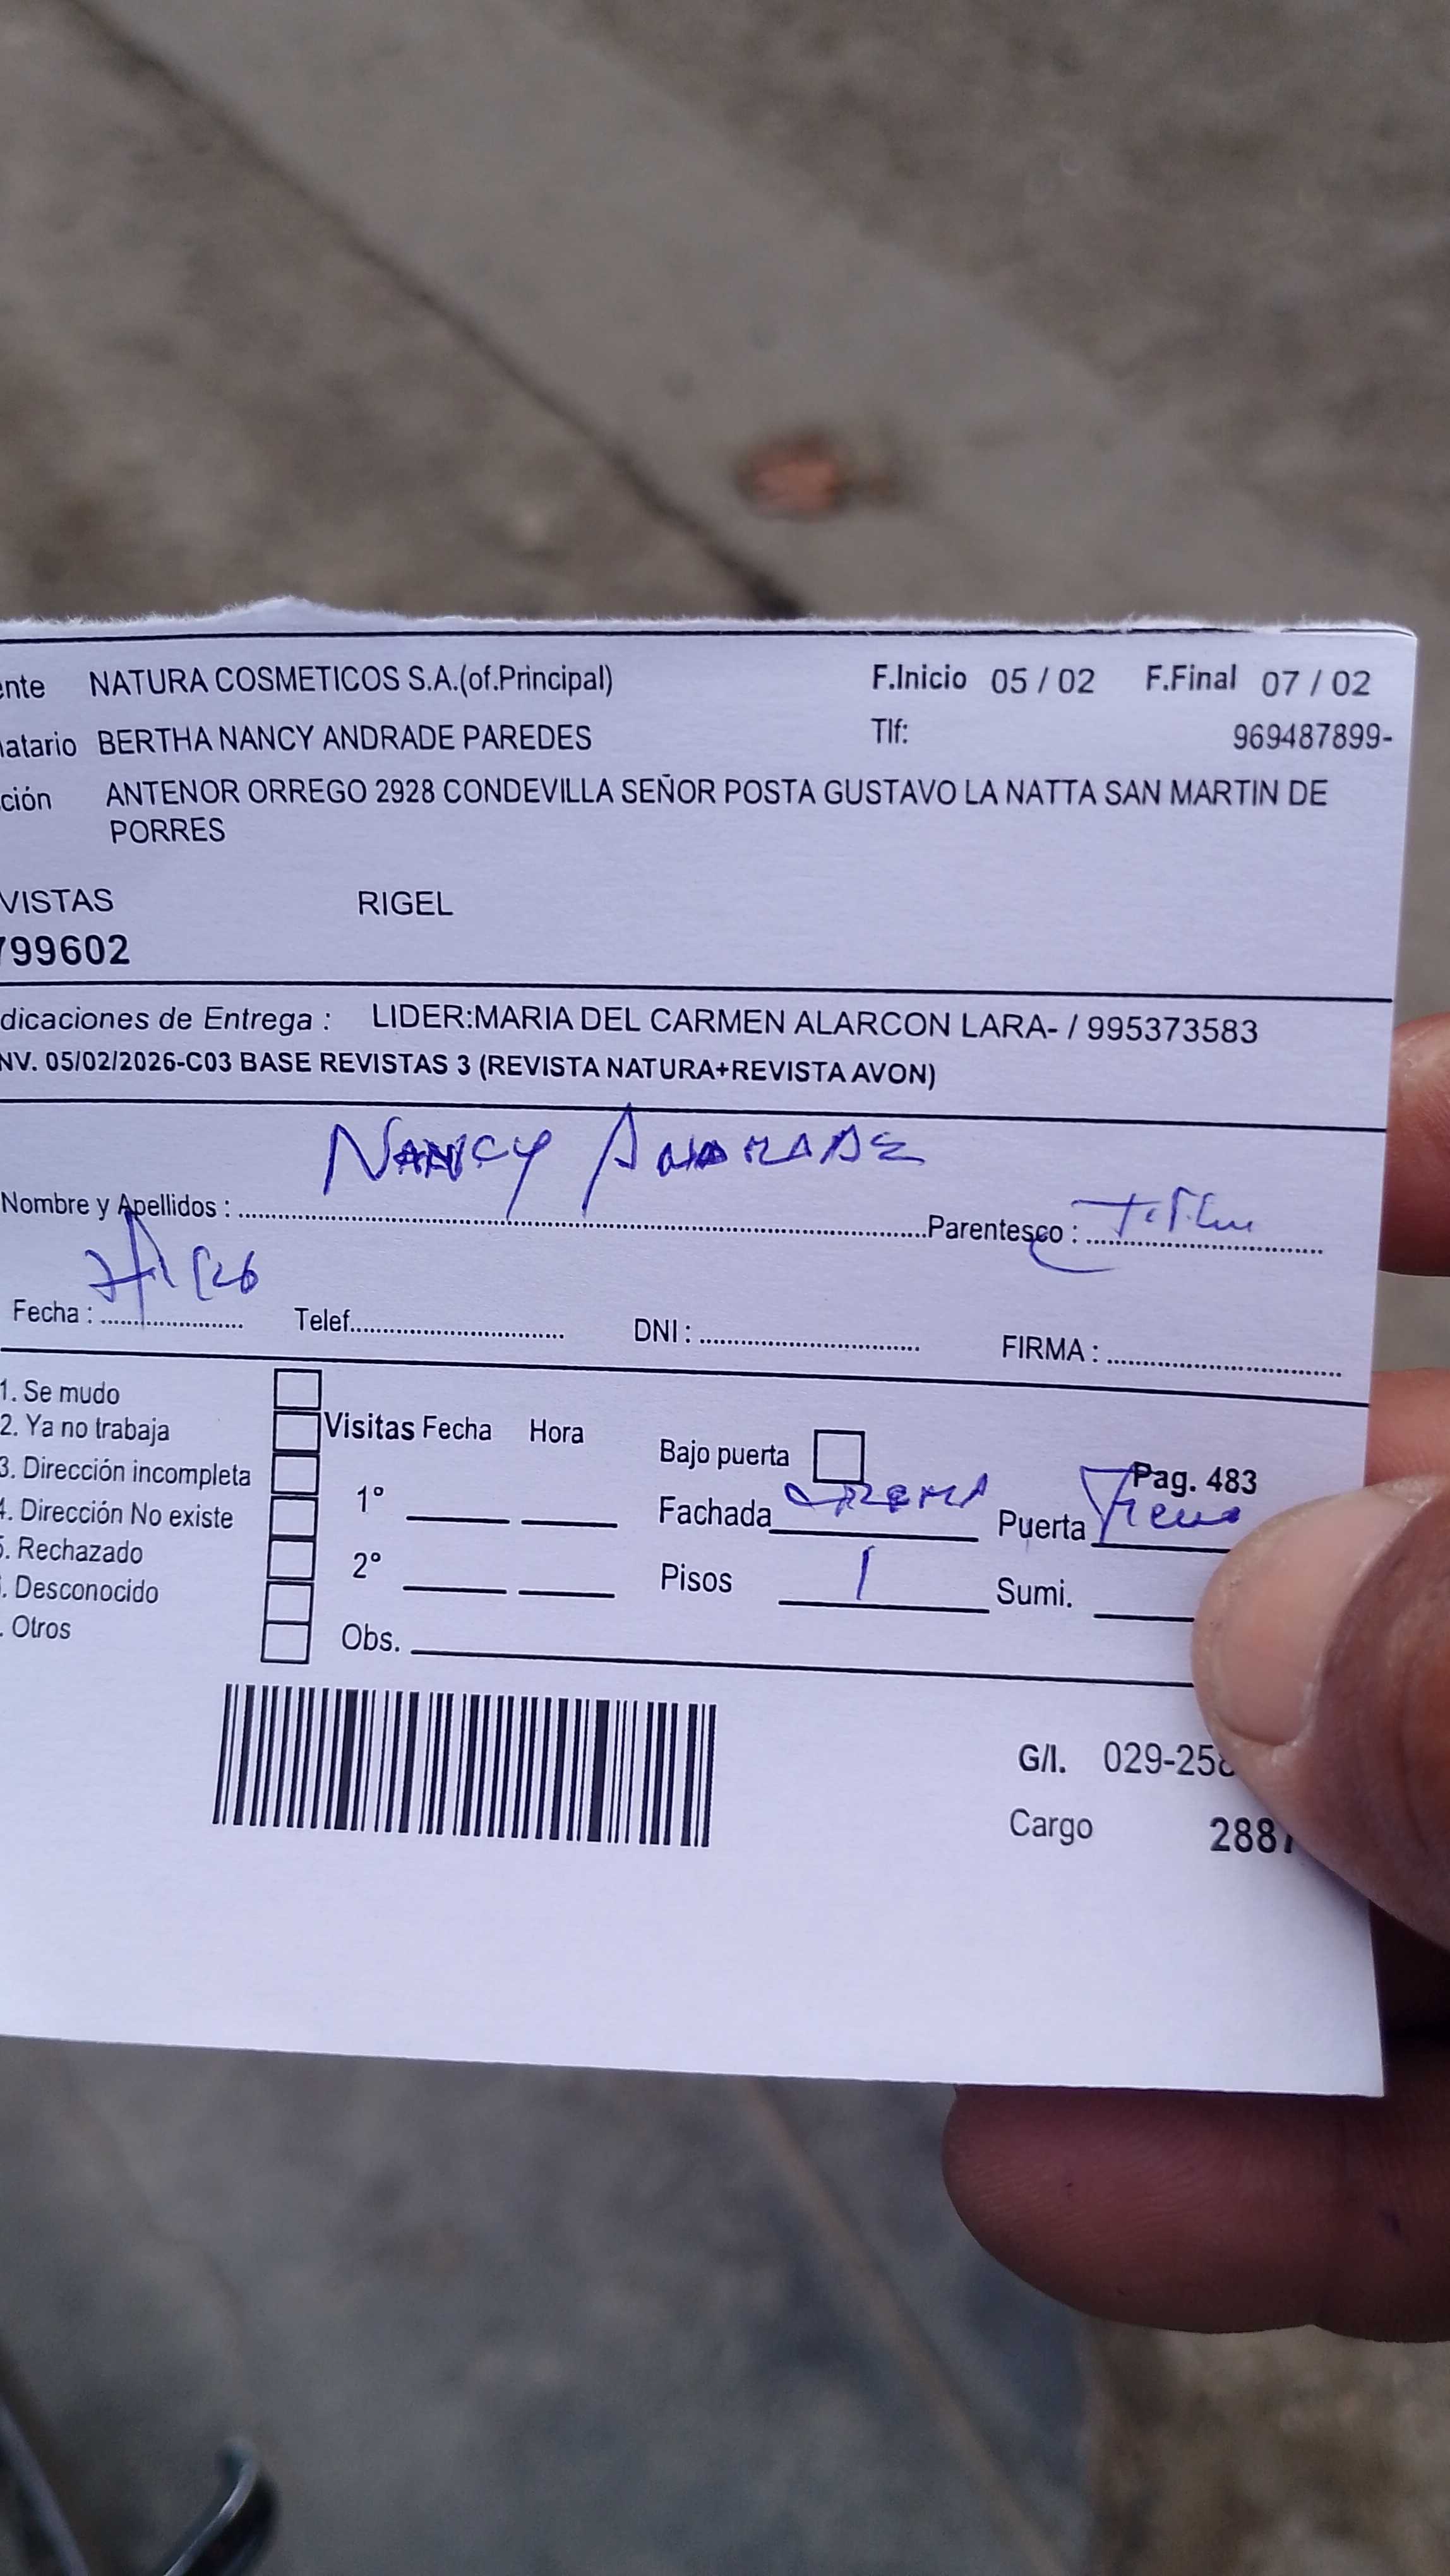 ente NATURA COSMETICOS S.A.(of.Principal) F.Inicio 05 / 02 F.Final 07 / 02
natario BERTHA NANCY ANDRADE PAREDES Tlf: 969487899-
ción ANTENOR ORREGO 2928 CONDEVILLA SEÑOR POSTA GUSTAVO LA NATTA SAN MARTIN DE
PORRES
VISTAS RIGEL
799602
dicaciones de Entrega : LIDER:MARIA DEL CARMEN ALARCON LARA- / 995373583
NV. 05/02/2026-C03 BASE REVISTAS 3 (REVISTA NATURA+REVISTA AVON)
NANCY ANDRADE
Nombre y Apellidos : Parentesco :
Fecha : Telef. DNI : FIRMA :
1. Se mudo
2. Ya no trabaja
3. Dirección incompleta
4. Dirección No existe
5. Rechazado
. Desconocido
. Otros
Visitas Fecha Hora
1°
2°
Obs.
Bajo puerta Pag. 483
Fachada CREMA Puerta
Pisos 1 Sumi.
G/I. 029-258
Cargo 2887